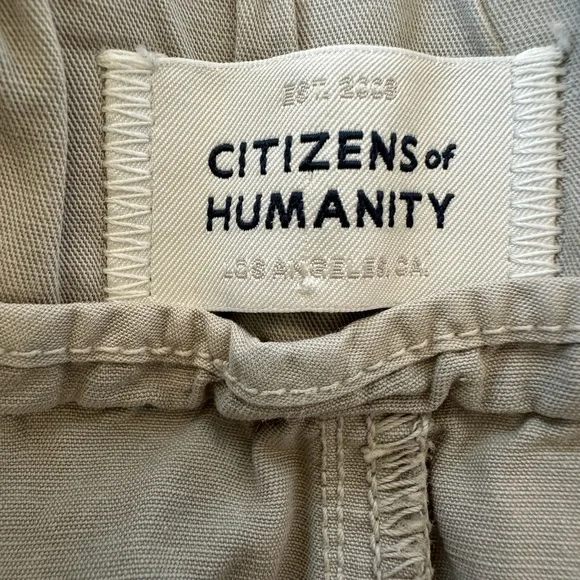 EST. 2003
CITIZENS of
HUMANITY
LOS ANGELES, CA.